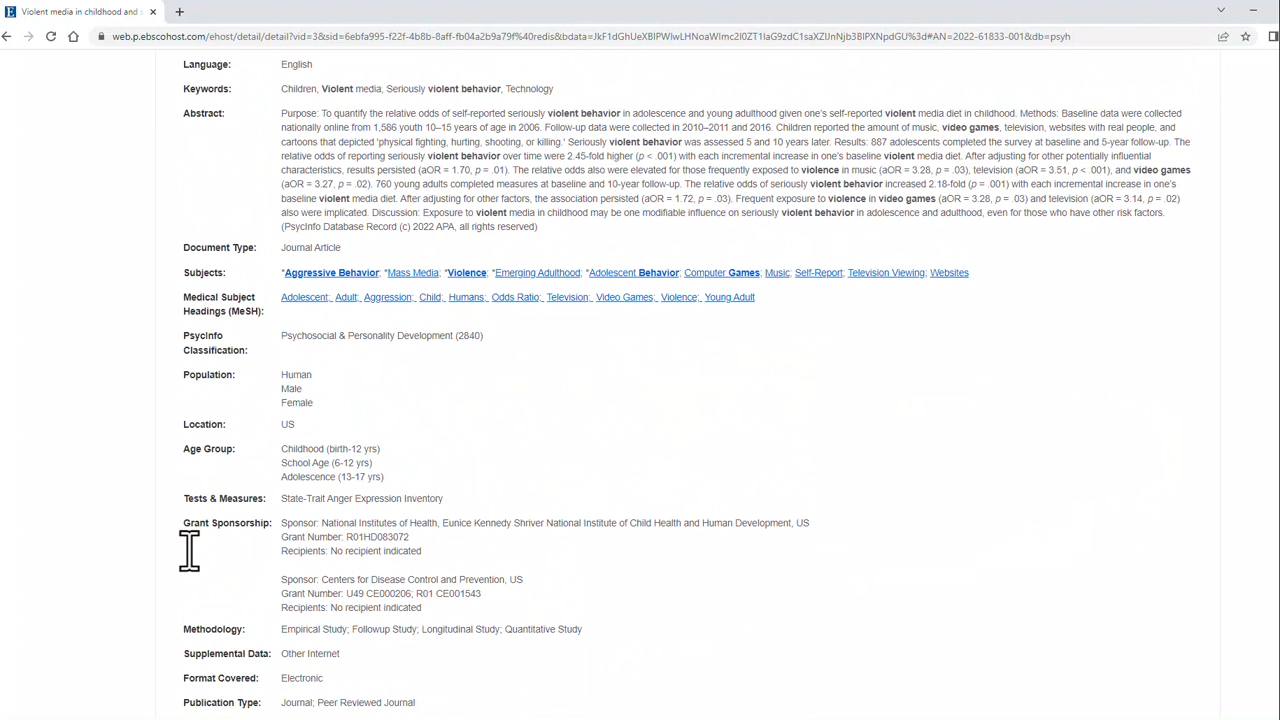 Violent media in childhood and
web.p.ebscohost.com/ehost/detail/detail?vid=3&sid=6ebfa995-f22f-4b8b-8aff-fb04a2b9a79f%40redis&bdata=JkF1dGhUeXBlPWlwLHNoaWImc2l0ZT1laG9zdC1saXZlJnNjb3BlPXNpdGU%3d#AN=2022-61833-001&db=psyh
Language: English
Keywords: Children, Violent media, Seriously violent behavior, Technology
Abstract: Purpose: To quantify the relative odds of self-reported seriously violent behavior in adolescence and young adulthood given one's self-reported violent media diet in childhood. Methods: Baseline data were collected
nationally online from 1,586 youth 10–15 years of age in 2006. Follow-up data were collected in 2010–2011 and 2016. Children reported the amount of music, video games, television, websites with real people, and
cartoons that depicted 'physical fighting, hurting, shooting, or killing.' Seriously violent behavior was assessed 5 and 10 years later. Results: 887 adolescents completed the survey at baseline and 5-year follow-up. The
relative odds of reporting seriously violent behavior over time were 2.45-fold higher (p < .001) with each incremental increase in one's baseline violent media diet. After adjusting for other potentially influential
characteristics, results persisted (aOR = 1.70, p = .01). The relative odds also were elevated for those frequently exposed to violence in music (aOR = 3.28, p = .03), television (aOR = 3.51, p < .001), and video games
(aOR = 3.27, p = .02). 760 young adults completed measures at baseline and 10-year follow-up. The relative odds of seriously violent behavior increased 2.18-fold (p = .001) with each incremental increase in one's
baseline violent media diet. After adjusting for other factors, the association persisted (aOR = 1.72, p = .03). Frequent exposure to violence in video games (aOR = 3.28, p = .03) and television (aOR = 3.14, p = .02)
also were implicated. Discussion: Exposure to violent media in childhood may be one modifiable influence on seriously violent behavior in adolescence and adulthood, even for those who have other risk factors.
(PsycInfo Database Record (c) 2022 APA, all rights reserved)
Document Type: Journal Article
Subjects: *Aggressive Behavior; *Mass Media; *Violence; *Emerging Adulthood; *Adolescent Behavior; Computer Games; Music; Self-Report; Television Viewing; Websites
Medical Subject Adolescent; Adult; Aggression; Child; Humans; Odds Ratio; Television; Video Games; Violence; Young Adult
Headings (MeSH):
PsycInfo Psychosocial & Personality Development (2840)
Classification:
Population: Human
Male
Female
Location: US
Age Group: Childhood (birth-12 yrs)
School Age (6-12 yrs)
Adolescence (13-17 yrs)
Tests & Measures: State-Trait Anger Expression Inventory
Grant Sponsorship: Sponsor: National Institutes of Health, Eunice Kennedy Shriver National Institute of Child Health and Human Development, US
Grant Number: R01HD083072
Recipients: No recipient indicated
Sponsor: Centers for Disease Control and Prevention, US
Grant Number: U49 CE000206; R01 CE001543
Recipients: No recipient indicated
Methodology: Empirical Study; Followup Study; Longitudinal Study; Quantitative Study
Supplemental Data: Other Internet
Format Covered: Electronic
Publication Type: Journal; Peer Reviewed Journal